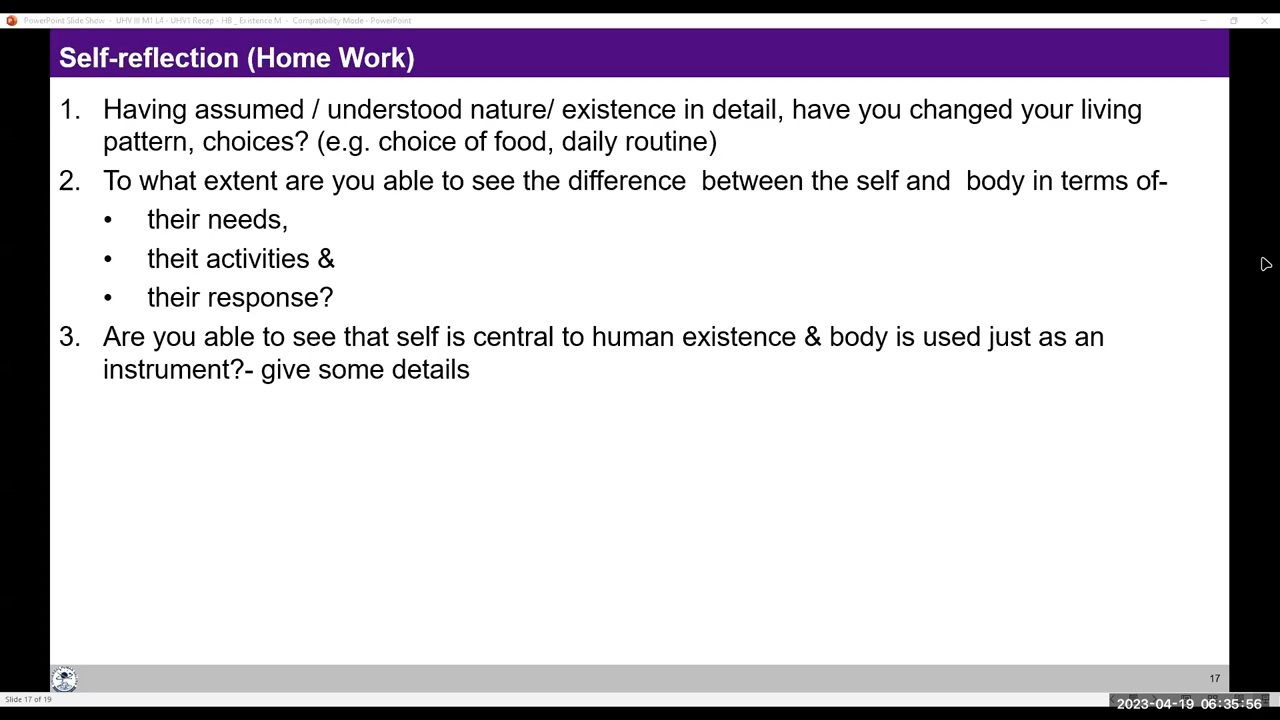 PowerPoint Slide Show - UHV III M1 L4 - UHV1 Recap - HB _ Existence M - Compatibility Mode - PowerPoint
Self-reflection (Home Work)
1. Having assumed / understood nature/ existence in detail, have you changed your living
pattern, choices? (e.g. choice of food, daily routine)
2. To what extent are you able to see the difference between the self and body in terms of-
• their needs,
• theit activities &
• their response?
3. Are you able to see that self is central to human existence & body is used just as an
instrument?- give some details
17
Slide 17 of 19
2023-04-19 06:35:56